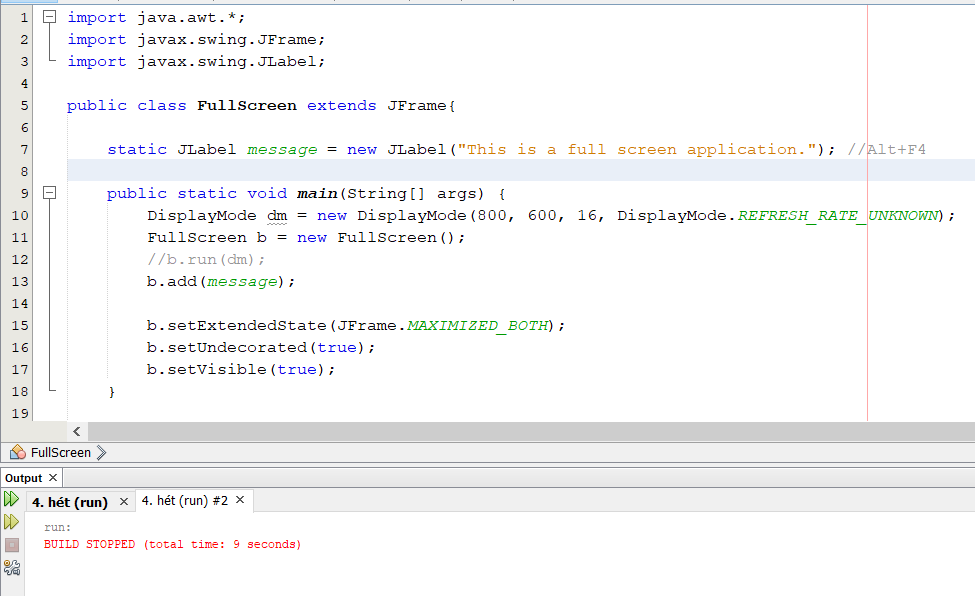 1 import java.awt.*;
2 import javax.swing.JFrame;
3 import javax.swing.JLabel;
4
5 public class FullScreen extends JFrame{
6
7 static JLabel message = new JLabel("This is a full screen application."); //Alt+F4
8
9 public static void main(String[] args) {
10 DisplayMode dm = new DisplayMode(800, 600, 16, DisplayMode.REFRESH_RATE_UNKNOWN);
11 FullScreen b = new FullScreen();
12 //b.run(dm);
13 b.add(message);
14
15 b.setExtendedState(JFrame.MAXIMIZED_BOTH);
16 b.setUndecorated(true);
17 b.setVisible(true);
18 }
19
FullScreen
Output
4. hét (run) 4. hét (run) #2
run:
BUILD STOPPED (total time: 9 seconds)